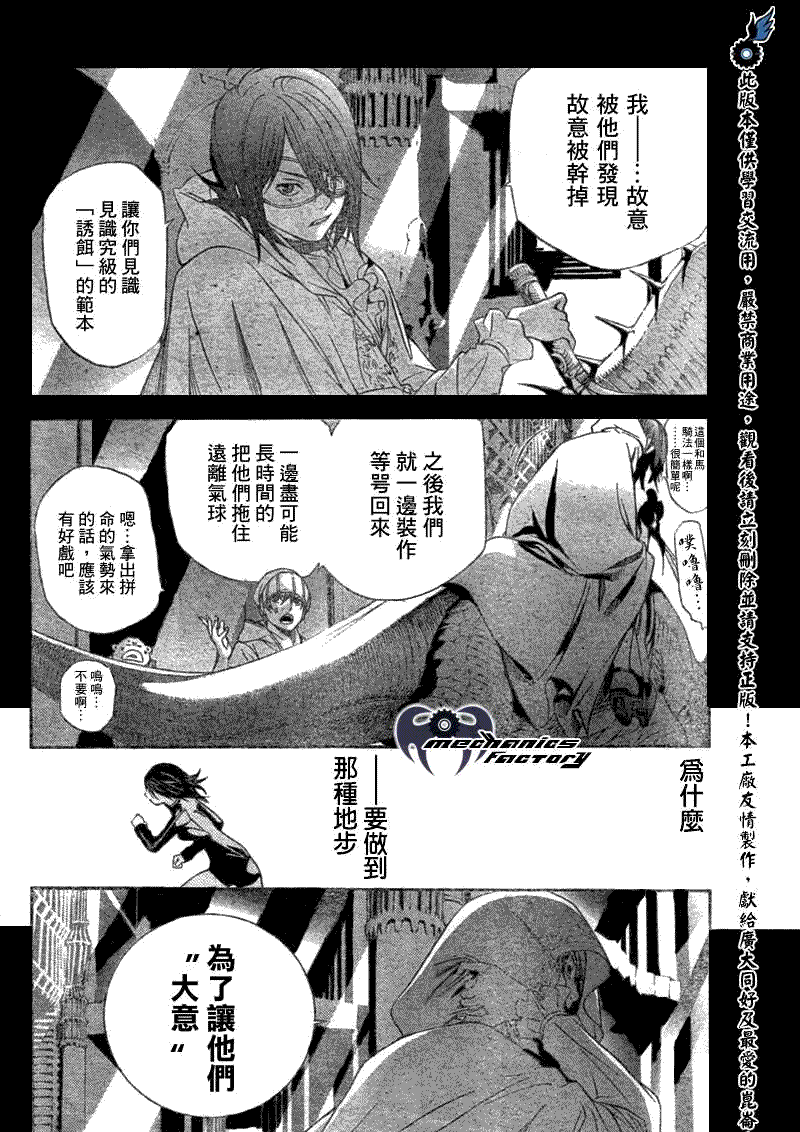 我——…故意
被他們發現
故意被幹掉
讓你們見識
見識究級的
「誘餌」的範本
這個和馬
騎法一樣啊…
……很簡單呢
噗嚕嚕…
之後我們
就一邊裝作
等咢回來
一邊盡可能
長時間的
把他們拖住
遠離氣球
嗯…拿出拼
命的氣勢來
的話，應該
有好戲吧
嗚嗚…
不要啊…
Mechanics
Factory
為什麼
——要做到
那種地步
為了讓他們
"大意"
此版本僅供學習交流用，嚴禁商業用途，觀看後請立刻刪除並請支持正版！本工廠友情製作，獻給廣大同好及最愛的崑崙